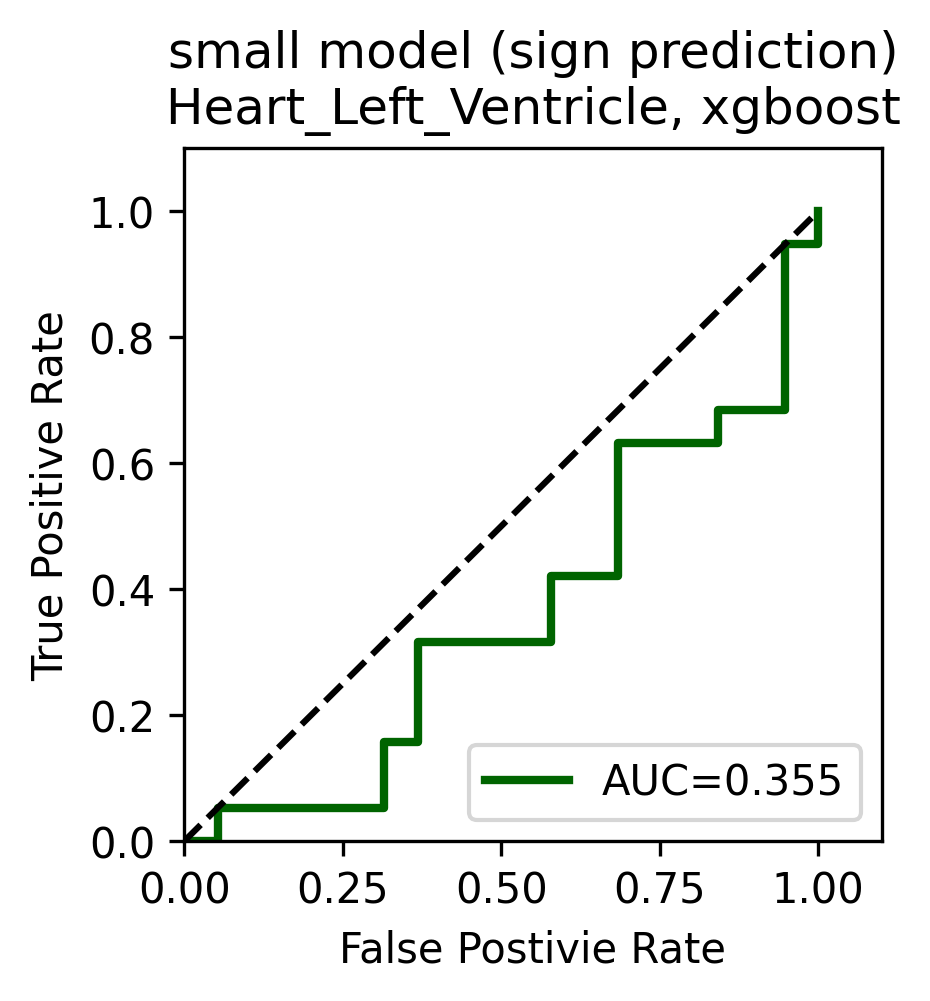 small model (sign prediction)
Heart_Left_Ventricle, xgboost
True Positive Rate
1.0
0.8
0.6
0.4
0.2
0.0
AUC=0.355
0.00 0.25 0.50 0.75 1.00
False Postivie Rate